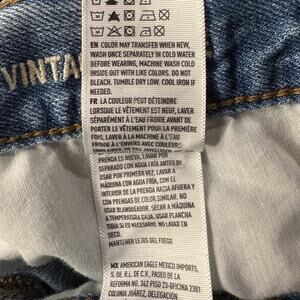 VINTA
EN COLOR MAY TRANSFER WHEN NEW,
WASH ONCE SEPARATELY IN COLD WATER
BEFORE WEARING, MACHINE WASH COLD
INSIDE OUT WITH LIKE COLORS. DO NOT
BLEACH. TUMBLE DRY LOW. COOL IRON IF
NEEDED.
FR LA COULEUR PEUT DÉTEINDRE
LORSQUE LE VÊTEMENT EST NEUF, LAVER
SÉPARÉMENT À L'EAU FROIDE AVANT DE
PORTER LE VÊTEMENT POUR LA PREMIÈRE
FOIS, LAVER À LA MACHINE À L'EAU
FROIDE À L'ENVERS AVEC COULEURS
PRENDA ES NUEVA, LAVAR POR
SEPARADO CON AGUA FRÍA ANTES DE
USAR POR PRIMERA VEZ, LAVAR A
MÁQUINA CON AGUA FRÍA CON EL
INTERIOR DE LA PRENDA HACIA AFUERA Y
CON PRENDAS DE COLOR SIMILAR. NO
USAR BLANQUEADOR. SECAR A MÁQUINA
A TEMPERATURA BAJA. USAR PLANCHA
TIBIA SI ES NECESARIO. NO USAR EN
BLANCO.
MANTENER LEJOS DEL FUEGO
MX AMERICAN EAGLE MEXICO IMPORTS,
S. DE R.L. DE C.V., PASEO DE LA
REFORMA NO. 342 PISO 23-OFICINA 2301
COLONIA JUÁREZ, DELEGACIÓN